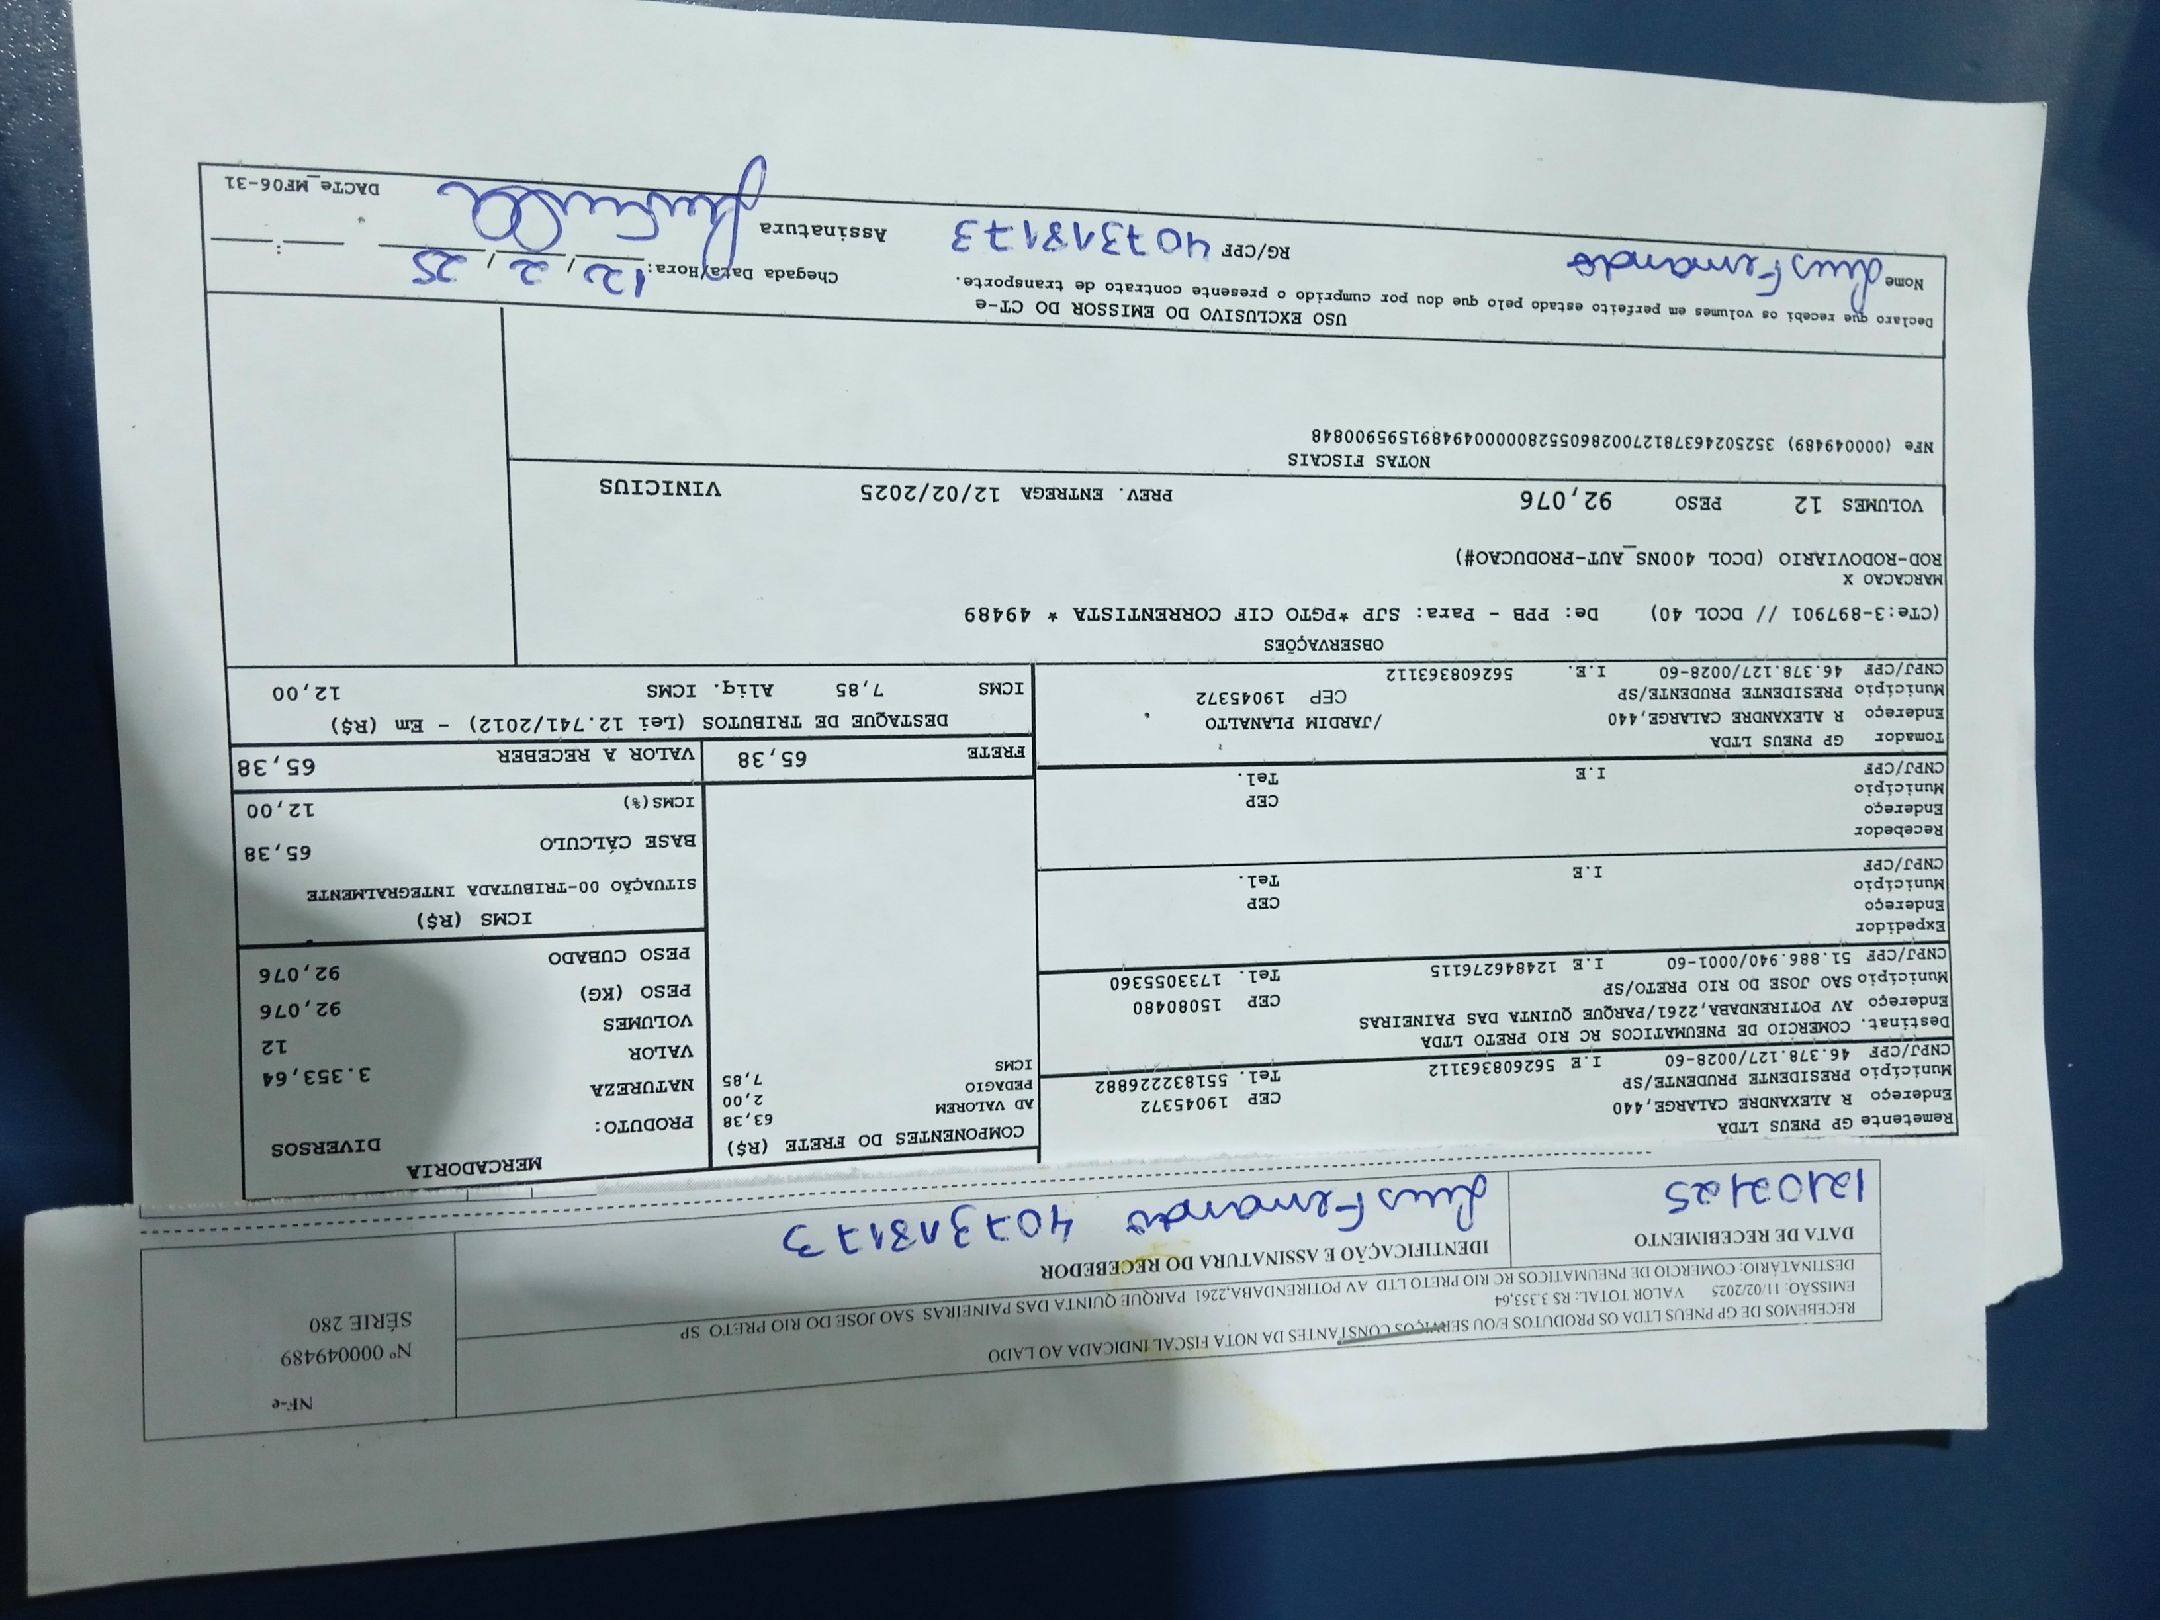 RECEBEMOS DE GP PNEUS LTDA OS PRODUTOS E/OU SERVIÇOS CONSTANTES DA NOTA FISCAL INDICADA AO LADO
EMISSÃO: 11/02/2025 VALOR TOTAL: R$ 3.353,64
DESTINATÁRIO: COMERCIO DE PNEUMATICOS RC RIO PRETO LTD AV POTIRENDABA,2261 PARQUE QUINTA DAS PAINEIRAS SAO JOSE DO RIO PRETO SP
NF-e
Nº 000049489
SÉRIE 280
DATA DE RECEBIMENTO
12/02/25
IDENTIFICAÇÃO E ASSINATURA DO RECEBEDOR
Luis Fernando 407318173
Remetente GP PNEUS LTDA
Endereço R ALEXANDRE CALARGE,440
CEP 19045372
Município PRESIDENTE PRUDENTE/SP
Tel. 5518322226882
CNPJ/CPF 46.378.127/0028-60 I.E 562608363112
Destinat. COMERCIO DE PNEUMATICOS RC RIO PRETO LTDA
Endereço AV POTIRENDABA,2261/PARQUE QUINTA DAS PAINEIRAS
CEP 15080480
Município SAO JOSE DO RIO PRETO/SP
Tel. 1733055360
CNPJ/CPF 51.886.940/0001-60 I.E 124846276115
Expedidor
Endereço
CEP
Município
Tel.
CNPJ/CPF I.E
Recebedor
Endereço
CEP
Município
Tel.
CNPJ/CPF I.E
Tomador GP PNEUS LTDA
Endereço R ALEXANDRE CALARGE,440 /JARDIM PLANALTO
Município PRESIDENTE PRUDENTE/SP CEP 19045372
CNPJ/CPF 46.378.127/0028-60 I.E. 562608363112
COMPONENTES DO FRETE (R$)
AD VALOREM 63,38
PEDAGIO 2,00
ICMS 7,85
MERCADORIA
PRODUTO: DIVERSOS
NATUREZA
VALOR 3.353,64
VOLUMES 12
PESO (KG) 92,076
PESO CUBADO 92,076
ICMS (R$)
SITUAÇÃO 00-TRIBUTADA INTEGRALMENTE
BASE CÁLCULO 65,38
ICMS(%) 12,00
FRETE 65,38 VALOR A RECEBER 65,38
DESTAQUE DE TRIBUTOS (Lei 12.741/2012) - Em (R$)
ICMS 7,85 Aliq. ICMS 12,00
OBSERVAÇÕES
(CTe:3-897901 // DCOL 40) De: PPB - Para: SJP *PGTO CIF CORRENTISTA * 49489
MARCACAO X
ROD-RODOVIARIO (DCOL 400NS_AUT-PRODUCAO#)
VOLUMES 12 PESO 92,076 PREV. ENTREGA 12/02/2025 VINICIUS
NOTAS FISCAIS
NFe (000049489) 35250246378127002860552800000494891595900848
USO EXCLUSIVO DO EMISSOR DO CT-e
Declaro que recebi os volumes em perfeito estado pelo que dou por cumprido o presente contrato de transporte.
Nome Luis Fernando RG/CPF 407318173
Chegada Data/Hora: 12/2/25 :
Assinatura
DACTe_MF06-31